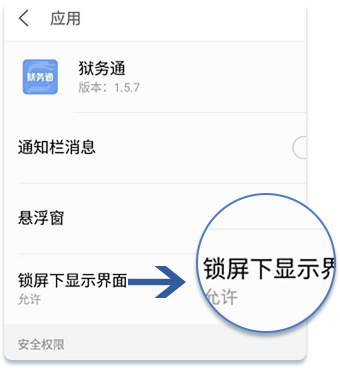 应用
狱务通
狱务通
版本：1.5.7
通知栏消息
悬浮窗
锁屏下显示界面
允许
锁屏下显示界
允许
安全权限